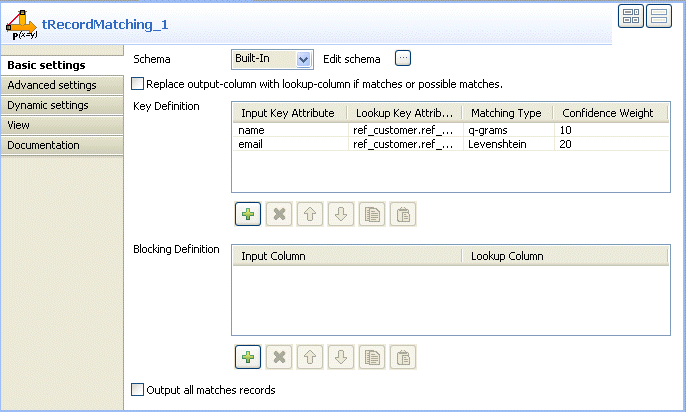 tRecordMatching_1
P(x=y)
Basic settings
Advanced settings
Dynamic settings
View
Documentation
Schema Built-In Edit schema ...
Replace output-column with lookup-column if matches or possible matches.
Key Definition
Input Key Attribute Lookup Key Attrib... Matching Type Confidence Weight
name ref_customer.ref_... q-grams 10
email ref_customer.ref_... Levenshtein 20
Blocking Definition
Input Column Lookup Column
Output all matches records